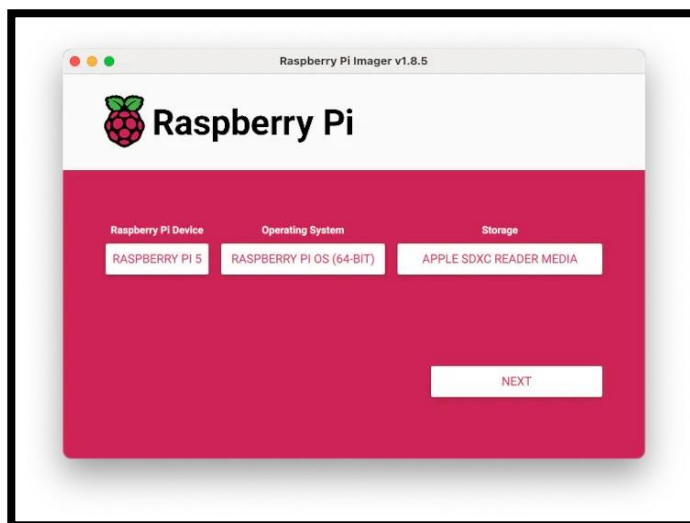 Raspberry Pi Imager v1.8.5
Raspberry Pi
Raspberry Pi Device Operating System Storage
RASPBERRY PI 5 RASPBERRY PI OS (64-BIT) APPLE SDXC READER MEDIA
NEXT